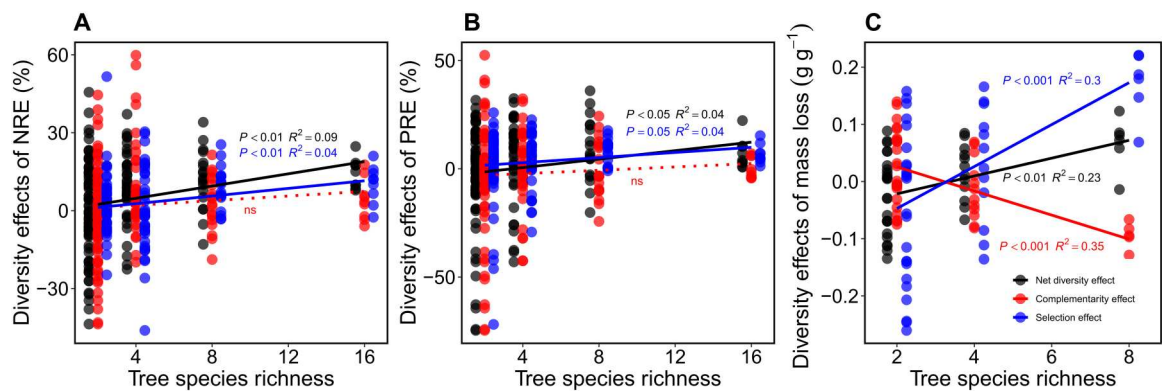 A
Diversity effects of NRE (%)
60
30
0
−30
P < 0.01 R² = 0.09
P < 0.01 R² = 0.04
ns
4 8 12 16
Tree species richness
B
Diversity effects of PRE (%)
50
0
−50
P < 0.05 R² = 0.04
P = 0.05 R² = 0.04
ns
4 8 12 16
Tree species richness
C
Diversity effects of mass loss (g g⁻¹)
0.2
0.1
0.0
−0.1
−0.2
P < 0.001 R² = 0.3
P < 0.01 R² = 0.23
P < 0.001 R² = 0.35
Net diversity effect
Complementarity effect
Selection effect
2 4 6 8
Tree species richness